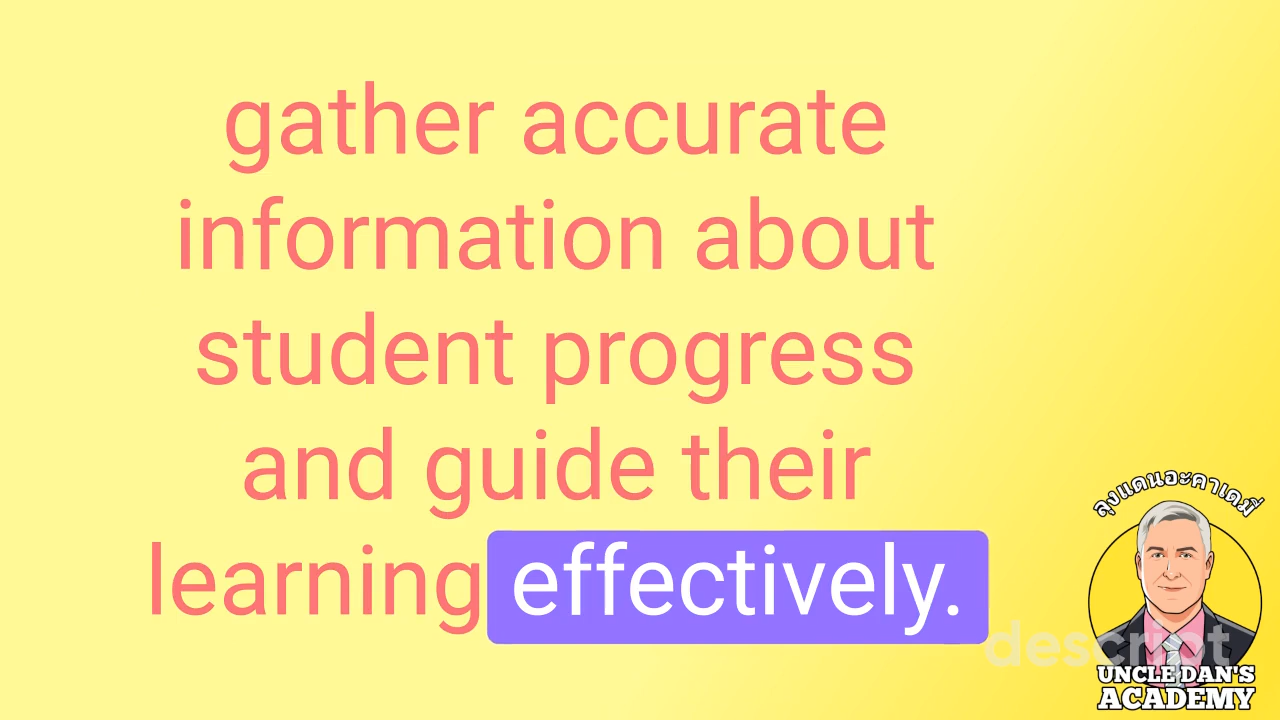 gather accurate
information about
student progress
and guide their
learning effectively.
ลุงแดนอะคาเดมี่
descript
UNCLE DAN'S
ACADEMY